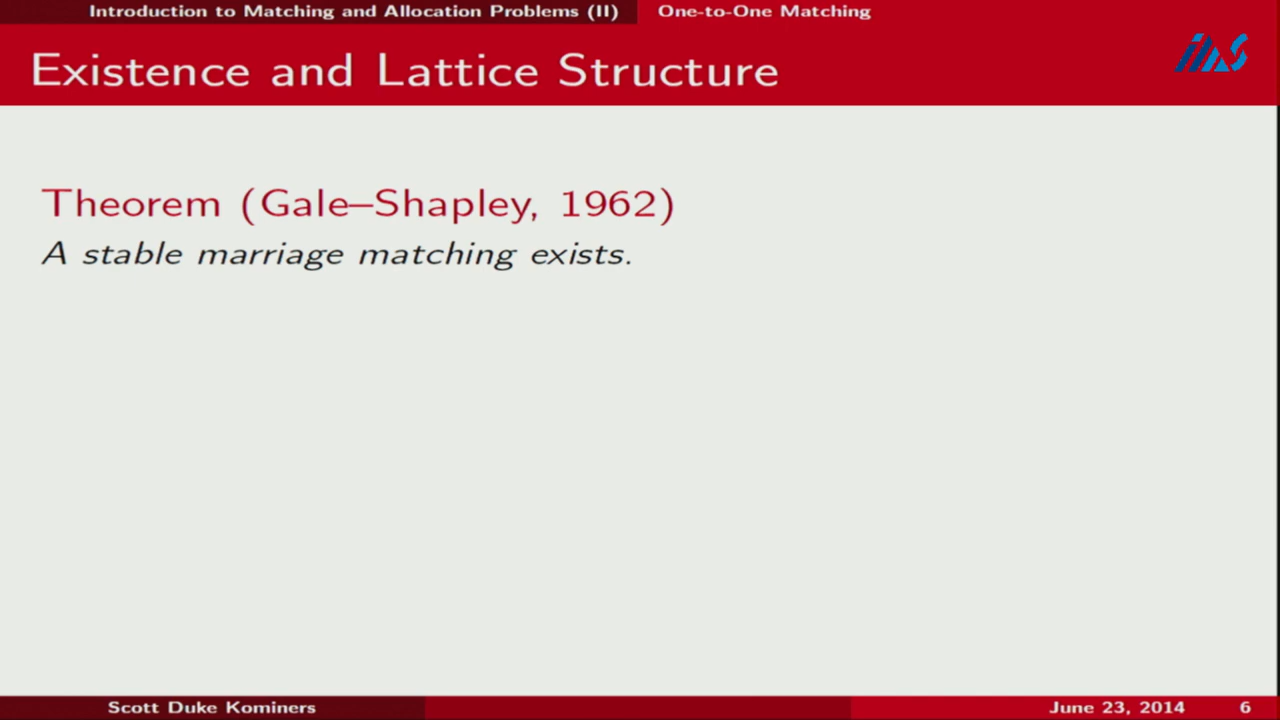 Introduction to Matching and Allocation Problems (II) One-to-One Matching
Existence and Lattice Structure
ias
Theorem (Gale–Shapley, 1962)
A stable marriage matching exists.
Scott Duke Kominers June 23, 2014 6